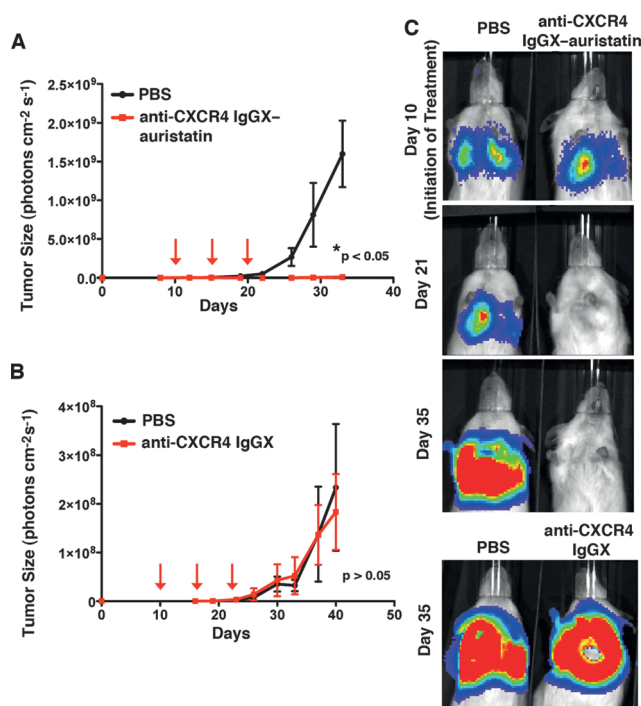 A
PBS
anti-CXCR4 IgGX–
auristatin
Tumor Size (photons cm-2 s-1)
2.5×10⁹
2.0×10⁹
1.5×10⁹
1.0×10⁹
5.0×10⁸
0.0
*p < 0.05
0
10
20
30
40
Days
B
PBS
anti-CXCR4 IgGX
Tumor Size (photons cm-2s-1)
4×10⁸
3×10⁸
2×10⁸
1×10⁸
0
p > 0.05
0
10
20
30
40
50
Days
C
PBS
anti-CXCR4
IgGX–auristatin
Day 10
(Initiation of Treatment)
Day 21
Day 35
PBS
anti-CXCR4
IgGX
Day 35